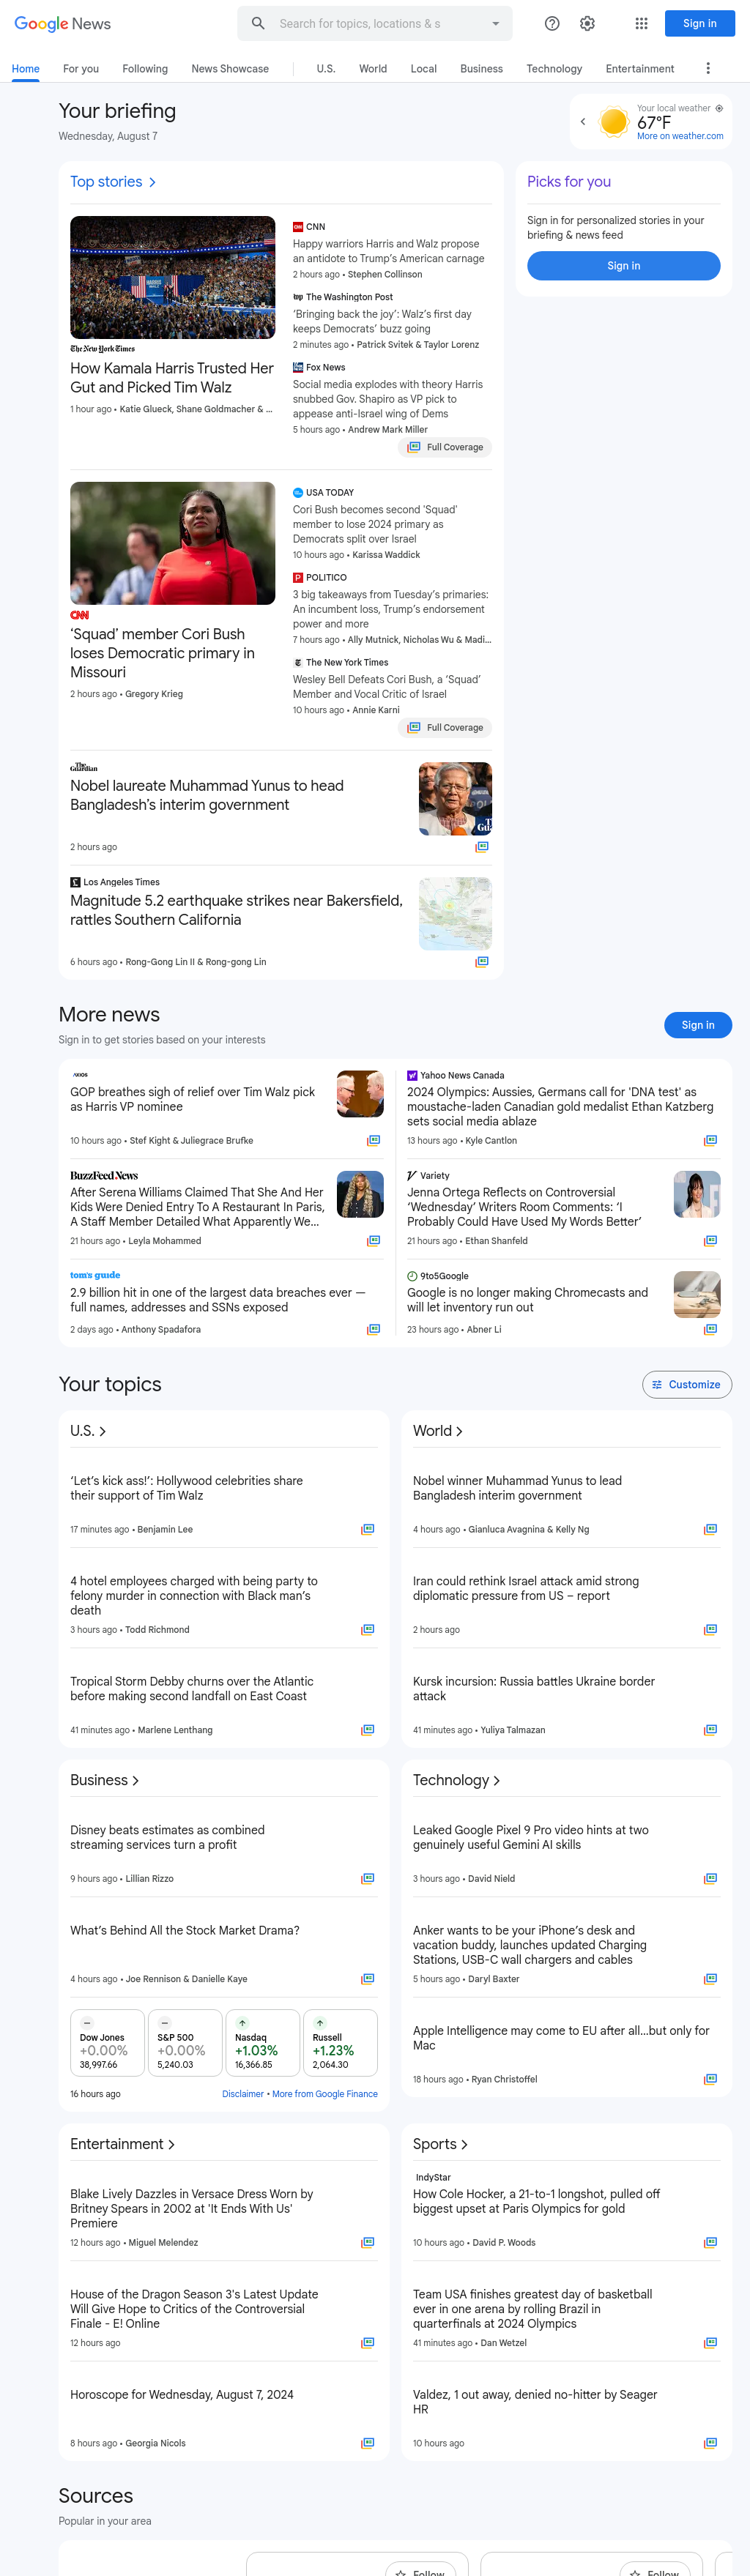 Google News
Search for topics, locations & s
Sign in
Home
For you
Following
News Showcase
U.S.
World
Local
Business
Technology
Entertainment
Your briefing
Wednesday, August 7
Your local weather
67°F
More on weather.com
Top stories
The New York Times
How Kamala Harris Trusted Her
Gut and Picked Tim Walz
1 hour ago • Katie Glueck, Shane Goldmacher & ...
CNN
Happy warriors Harris and Walz propose
an antidote to Trump’s American carnage
2 hours ago • Stephen Collinson
The Washington Post
‘Bringing back the joy’: Walz’s first day
keeps Democrats’ buzz going
2 minutes ago • Patrick Svitek & Taylor Lorenz
Fox News
Social media explodes with theory Harris
snubbed Gov. Shapiro as VP pick to
appease anti-Israel wing of Dems
5 hours ago • Andrew Mark Miller
Full Coverage
Picks for you
Sign in for personalized stories in your
briefing & news feed
Sign in
CNN
‘Squad’ member Cori Bush
loses Democratic primary in
Missouri
2 hours ago • Gregory Krieg
USA TODAY
Cori Bush becomes second 'Squad'
member to lose 2024 primary as
Democrats split over Israel
10 hours ago • Karissa Waddick
POLITICO
3 big takeaways from Tuesday’s primaries:
An incumbent loss, Trump’s endorsement
power and more
7 hours ago • Ally Mutnick, Nicholas Wu & Madi...
The New York Times
Wesley Bell Defeats Cori Bush, a ‘Squad’
Member and Vocal Critic of Israel
10 hours ago • Annie Karni
Full Coverage
The Guardian
Nobel laureate Muhammad Yunus to head
Bangladesh’s interim government
2 hours ago
Los Angeles Times
Magnitude 5.2 earthquake strikes near Bakersfield,
rattles Southern California
6 hours ago • Rong-Gong Lin II & Rong-gong Lin
More news
Sign in to get stories based on your interests
Sign in
AXIOS
GOP breathes sigh of relief over Tim Walz pick
as Harris VP nominee
10 hours ago • Stef Kight & Juliegrace Brufke
Yahoo News Canada
2024 Olympics: Aussies, Germans call for 'DNA test' as
moustache-laden Canadian gold medalist Ethan Katzberg
sets social media ablaze
13 hours ago • Kyle Cantlon
BuzzFeed News
After Serena Williams Claimed That She And Her
Kids Were Denied Entry To A Restaurant In Paris,
A Staff Member Detailed What Apparently We...
21 hours ago • Leyla Mohammed
Variety
Jenna Ortega Reflects on Controversial
‘Wednesday’ Writers Room Comments: ‘I
Probably Could Have Used My Words Better’
21 hours ago • Ethan Shanfeld
tom's guide
2.9 billion hit in one of the largest data breaches ever —
full names, addresses and SSNs exposed
2 days ago • Anthony Spadafora
9to5Google
Google is no longer making Chromecasts and
will let inventory run out
23 hours ago • Abner Li
Your topics
Customize
U.S.
‘Let’s kick ass!’: Hollywood celebrities share
their support of Tim Walz
17 minutes ago • Benjamin Lee
4 hotel employees charged with being party to
felony murder in connection with Black man’s
death
3 hours ago • Todd Richmond
Tropical Storm Debby churns over the Atlantic
before making second landfall on East Coast
41 minutes ago • Marlene Lenthang
World
Nobel winner Muhammad Yunus to lead
Bangladesh interim government
4 hours ago • Gianluca Avagnina & Kelly Ng
Iran could rethink Israel attack amid strong
diplomatic pressure from US – report
2 hours ago
Kursk incursion: Russia battles Ukraine border
attack
41 minutes ago • Yuliya Talmazan
Business
Disney beats estimates as combined
streaming services turn a profit
9 hours ago • Lillian Rizzo
What’s Behind All the Stock Market Drama?
4 hours ago • Joe Rennison & Danielle Kaye
Dow Jones
+0.00%
38,997.66
S&P 500
+0.00%
5,240.03
Nasdaq
+1.03%
16,366.85
Russell
+1.23%
2,064.30
16 hours ago
Disclaimer • More from Google Finance
Technology
Leaked Google Pixel 9 Pro video hints at two
genuinely useful Gemini AI skills
3 hours ago • David Nield
Anker wants to be your iPhone’s desk and
vacation buddy, launches updated Charging
Stations, USB-C wall chargers and cables
5 hours ago • Daryl Baxter
Apple Intelligence may come to EU after all...but only for
Mac
18 hours ago • Ryan Christoffel
Entertainment
Blake Lively Dazzles in Versace Dress Worn by
Britney Spears in 2002 at 'It Ends With Us'
Premiere
12 hours ago • Miguel Melendez
House of the Dragon Season 3's Latest Update
Will Give Hope to Critics of the Controversial
Finale - E! Online
12 hours ago
Horoscope for Wednesday, August 7, 2024
8 hours ago • Georgia Nicols
Sports
IndyStar
How Cole Hocker, a 21-to-1 longshot, pulled off
biggest upset at Paris Olympics for gold
10 hours ago • David P. Woods
Team USA finishes greatest day of basketball
ever in one arena by rolling Brazil in
quarterfinals at 2024 Olympics
41 minutes ago • Dan Wetzel
Valdez, 1 out away, denied no-hitter by Seager
HR
10 hours ago
Sources
Popular in your area
Follow
Follow